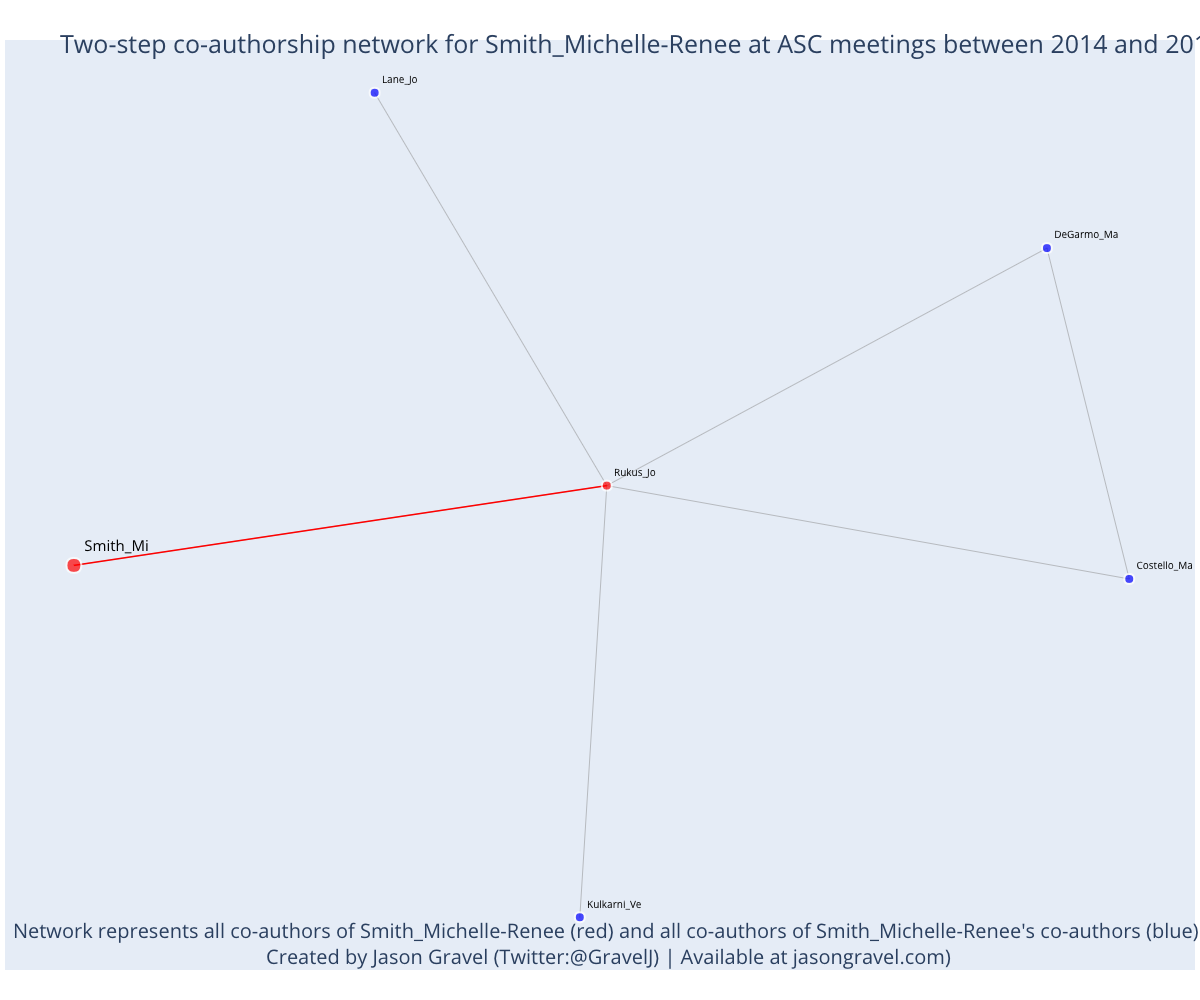 Two-step co-authorship network for Smith_Michelle-Renee at ASC meetings between 2014 and 201
Lane_Jo
DeGarmo_Ma
Rukus_Jo
Smith_Mi
Costello_Ma
Kulkarni_Ve
Network represents all co-authors of Smith_Michelle-Renee (red) and all co-authors of Smith_Michelle-Renee's co-authors (blue)
Created by Jason Gravel (Twitter:@GravelJ) | Available at jasongravel.com)